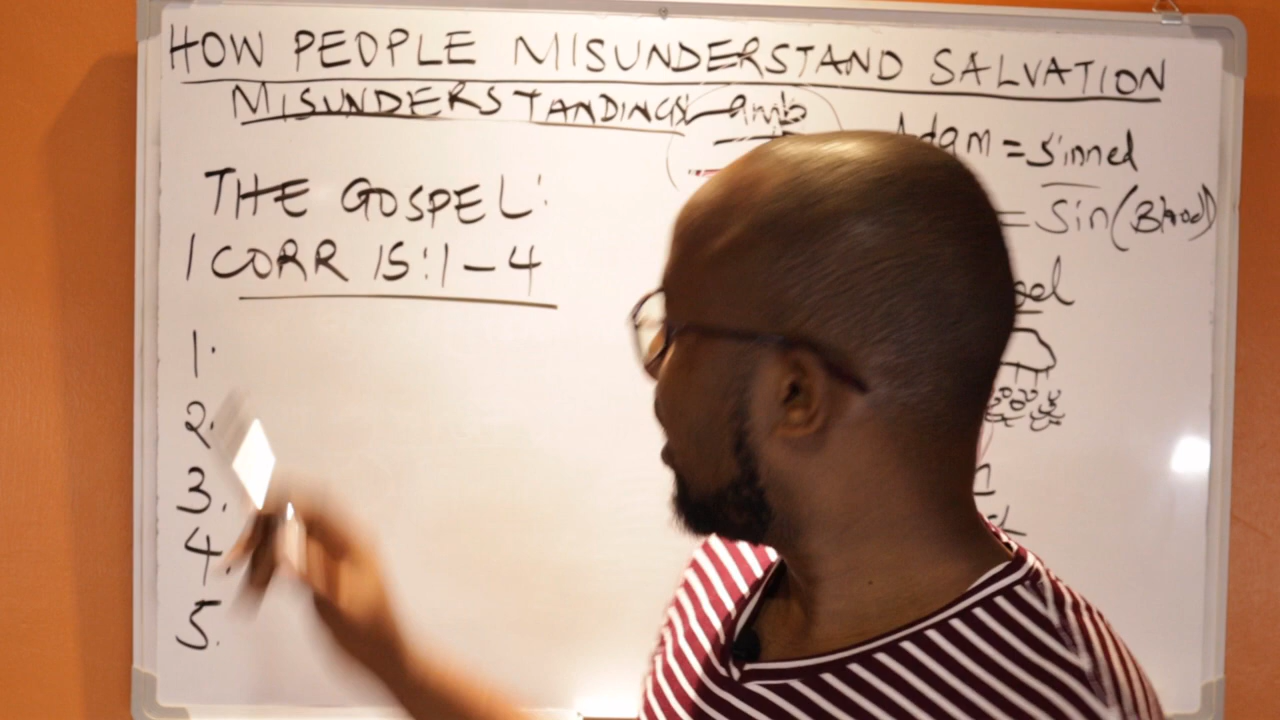 HOW PEOPLE MISUNDERSTAND SALVATION
MISUNDERSTANDINGS
THE GOSPEL:
1 CORR 15:1-4
1.
2.
3.
4.
5.
Adam = Sinned
= Sin (Blood)